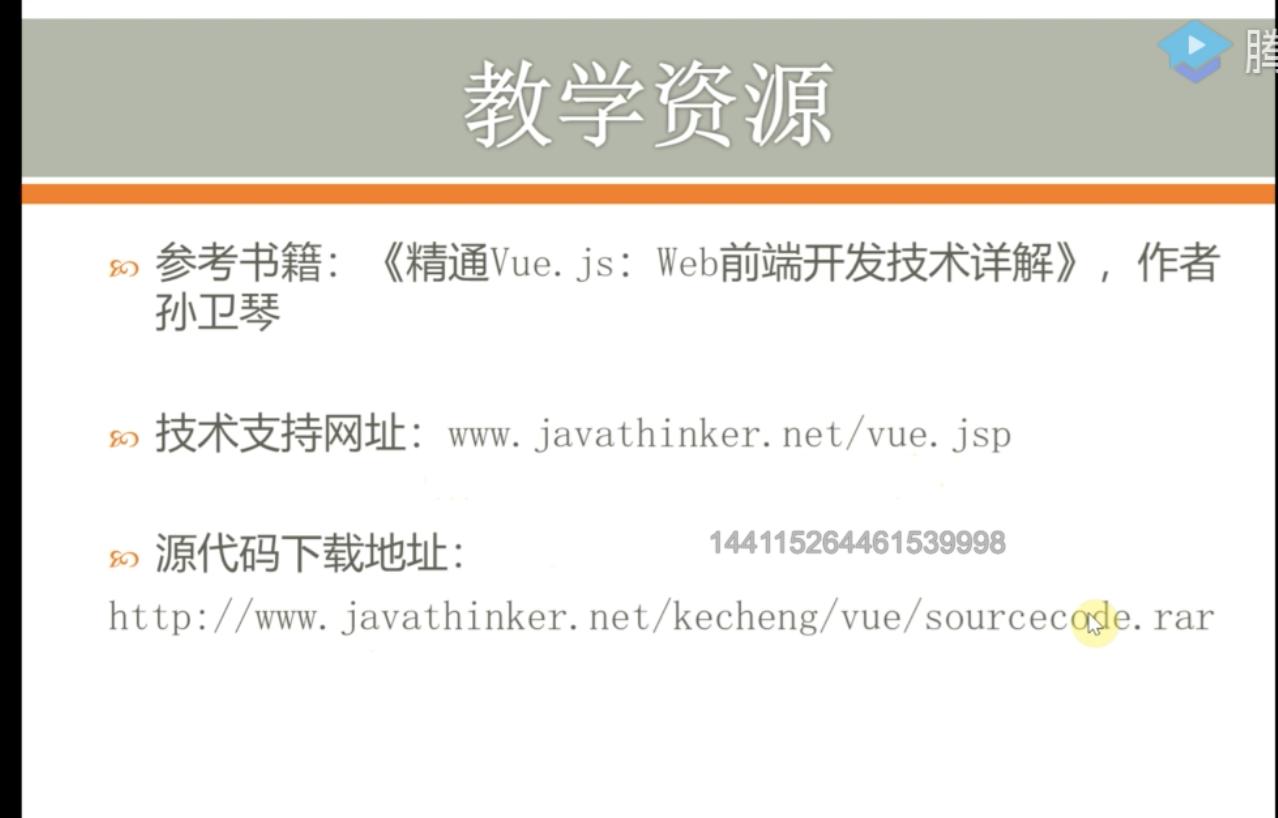 腾
教学资源
参考书籍：《精通Vue.js：Web前端开发技术详解》，作者
孙卫琴
技术支持网址：www.javathinker.net/vue.jsp
源代码下载地址：
144115264461539998
http://www.javathinker.net/kecheng/vue/sourcecode.rar